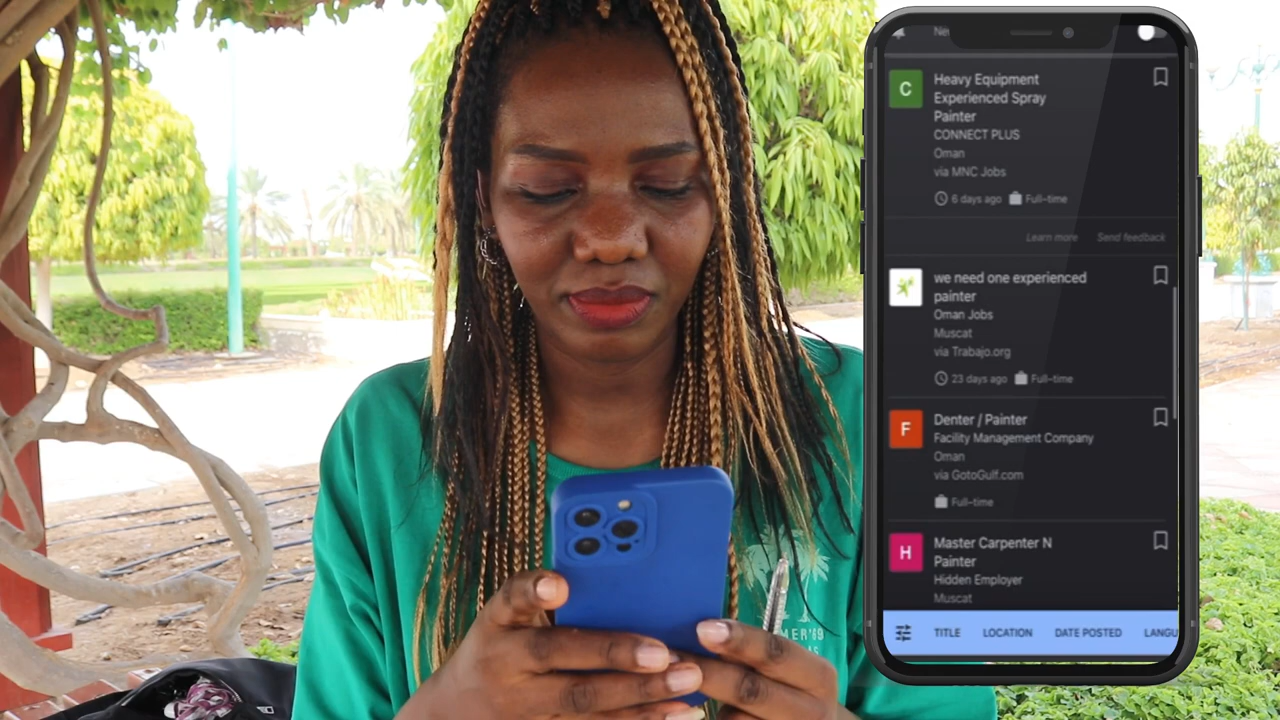 C
Heavy Equipment
Experienced Spray
Painter
CONNECT PLUS
Oman
via MNC Jobs
6 days ago Full-time
Learn more Send feedback
we need one experienced
painter
Oman Jobs
Muscat
via Trabajo.org
23 days ago Full-time
F
Denter / Painter
Facility Management Company
Oman
via GotoGulf.com
Full-time
H
Master Carpenter N
Painter
Hidden Employer
Muscat
TITLE LOCATION DATE POSTED LANGU